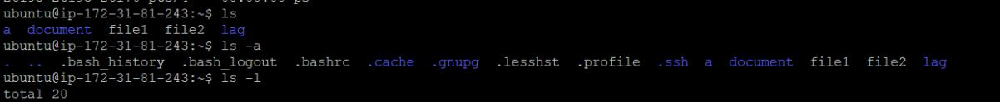 ubuntu@ip-172-31-81-243:~$ ls
a document file1 file2 lag
ubuntu@ip-172-31-81-243:~$ ls -a
. .. .bash_history .bash_logout .bashrc .cache .gnupg .lesshst .profile .ssh a document file1 file2 lag
ubuntu@ip-172-31-81-243:~$ ls -l
total 20